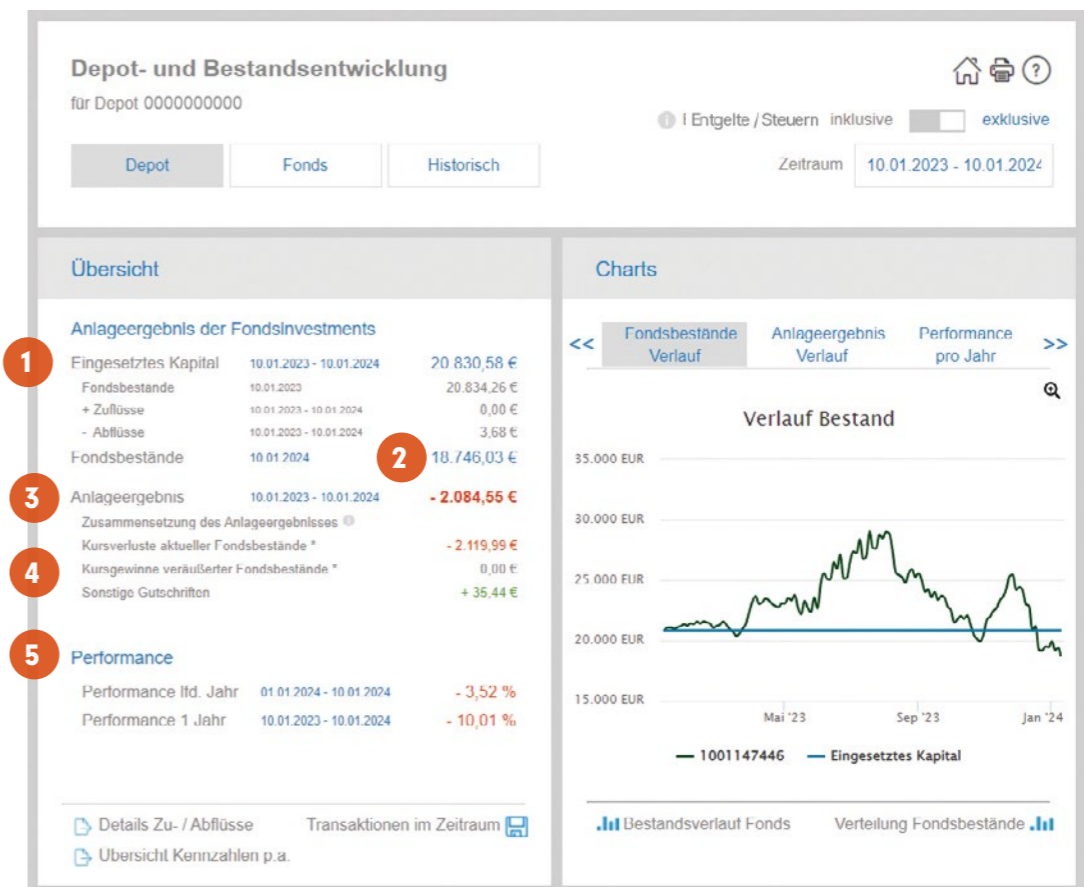 Depot- und Bestandsentwicklung
für Depot 0000000000
i I Entgelte / Steuern inklusive exklusive
Depot Fonds Historisch
Zeitraum 10.01.2023 - 10.01.2024
Übersicht
Anlageergebnis der Fondsinvestments
1 Eingesetztes Kapital 10.01.2023 - 10.01.2024 20 830,58 €
Fondsbestande 10.01.2023 20.834,26 €
+ Zuflüsse 10.01.2023 - 10.01.2024 0,00 €
- Abflüsse 10.01.2023 - 10.01.2024 3,68 €
Fondsbestände 10 01 2024 2 18.746,03 €
3 Anlageergebnis 10.01.2023 - 10.01.2024 - 2.084,55 €
Zusammensetzung des Anlageergebnisses i
Kursverluste aktueller Fondsbestände * - 2.119,99 €
4 Kursgewinne veräußerter Fondsbestände * 0,00 €
Sonstige Gutschriften + 35,44 €
5 Performance
Performance lfd. Jahr 01 01 2024 - 10.01.2024 - 3,52 %
Performance 1 Jahr 10.01.2023 - 10.01.2024 - 10,01 %
Details Zu- / Abflüsse Transaktionen im Zeitraum
Übersicht Kennzahlen p.a.
Charts
<< Fondsbestände Verlauf Anlageergebnis Verlauf Performance pro Jahr >>
Verlauf Bestand
35.000 EUR
30.000 EUR
25 000 EUR
20.000 EUR
15.000 EUR
Mai '23 Sep '23 Jan '24
1001147446 Eingesetztes Kapital
Bestandsverlauf Fonds Verteilung Fondsbestände